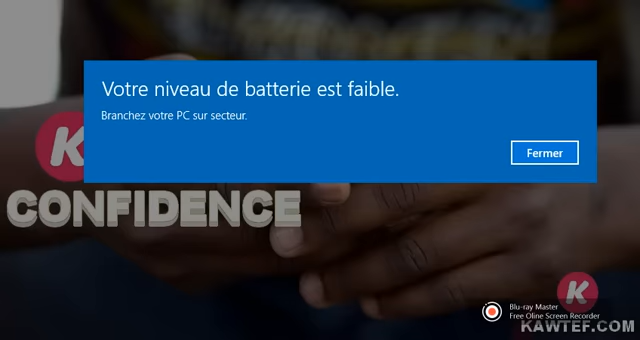 Votre niveau de batterie est faible.
Branchez votre PC sur secteur.
Fermer
K
CONFIDENCE
K
Blu-ray Master
Free Oline Screen Recorder
KAWTEF.COM